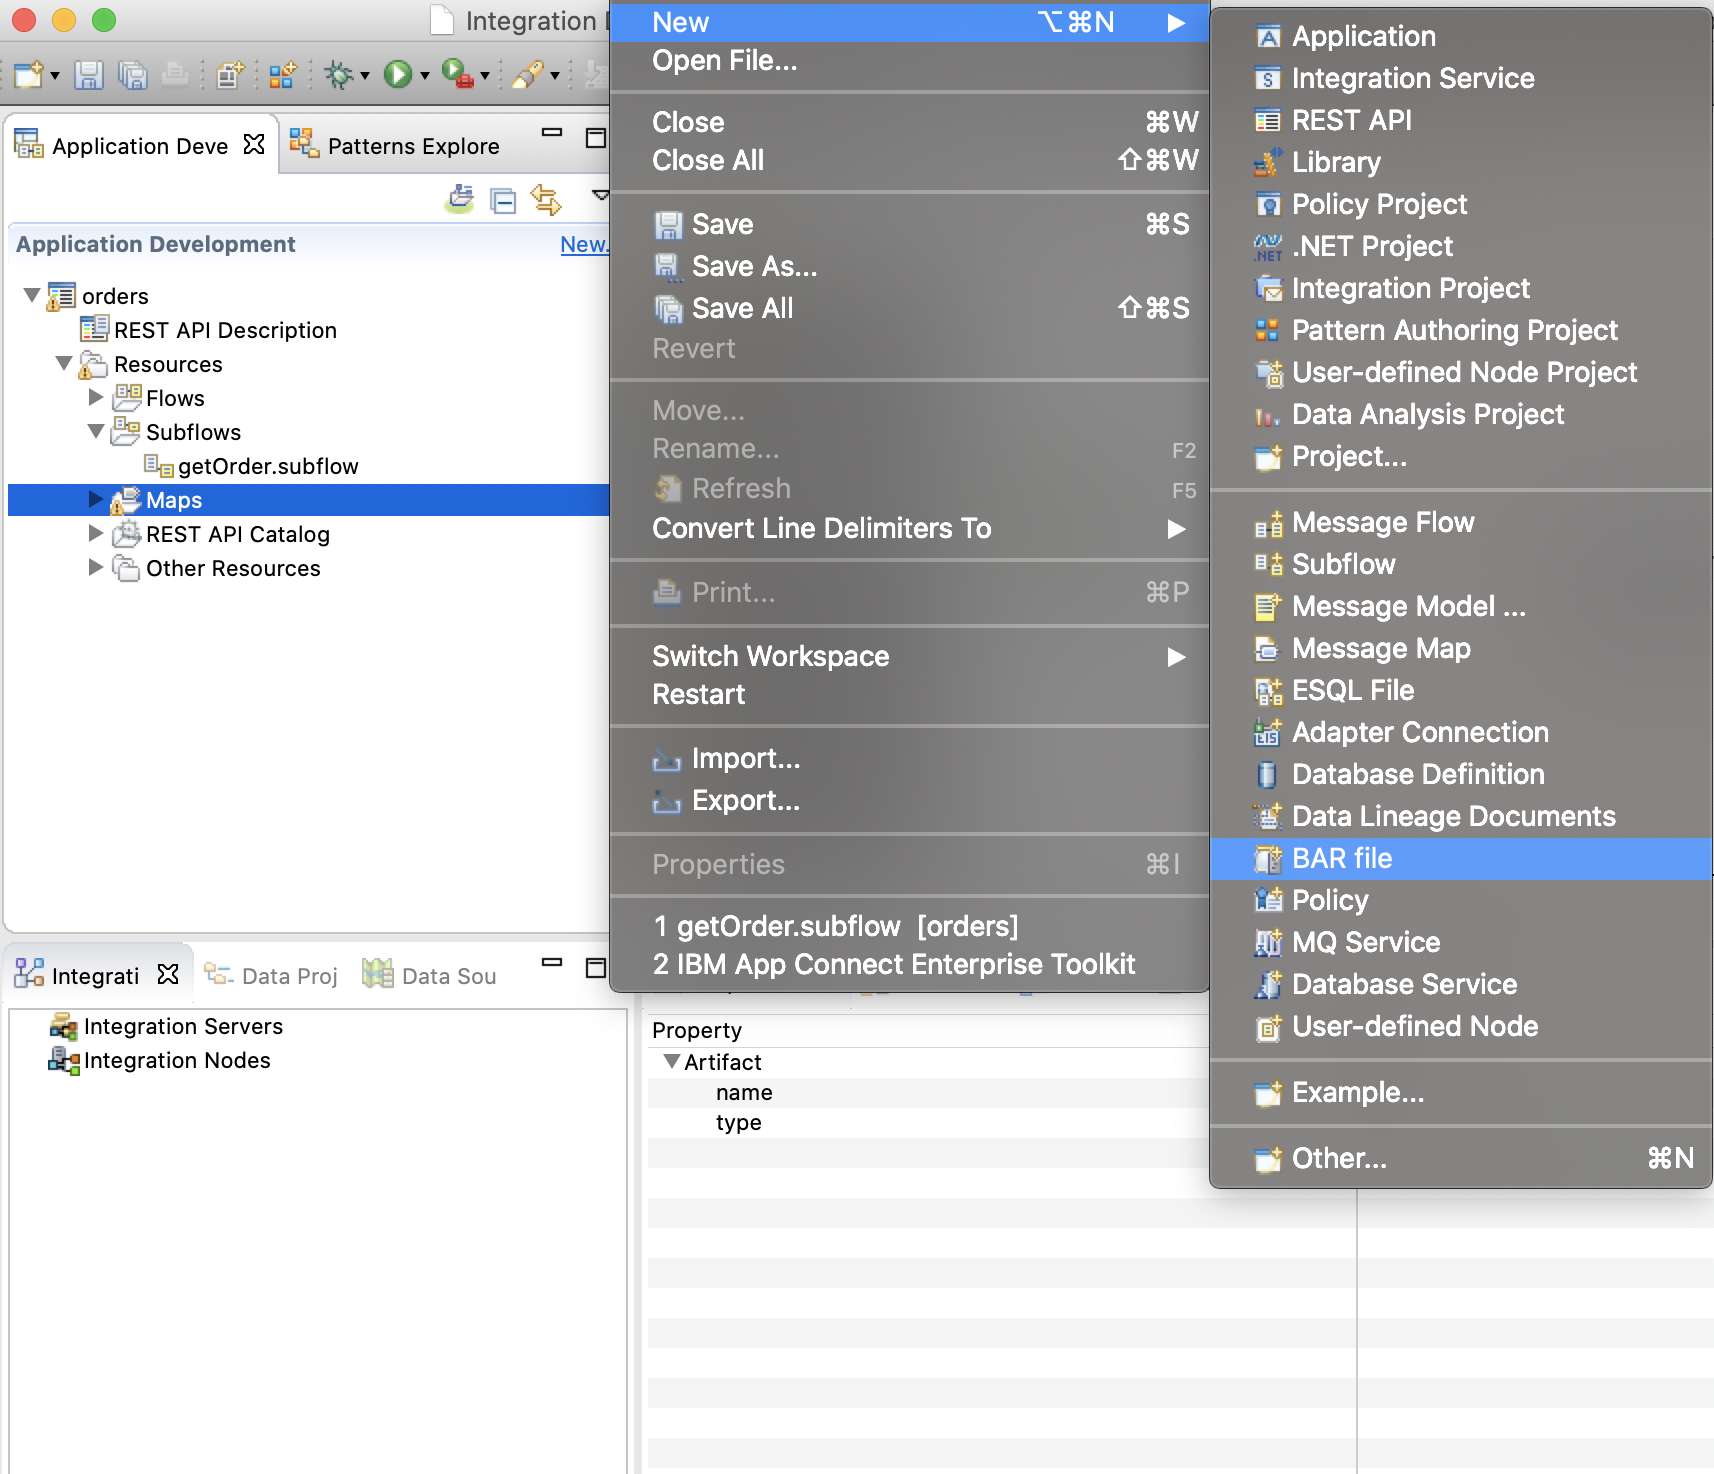 Integration
Application Deve
Patterns Explore
Application Development
New.
orders
REST API Description
Resources
Flows
Subflows
getOrder.subflow
Maps
REST API Catalog
Other Resources
Integrati
Data Proj
Data Sou
Integration Servers
Integration Nodes
New ⌥⌘N
Open File...
Close ⌘W
Close All ⇧⌘W
Save ⌘S
Save As...
Save All ⇧⌘S
Revert
Move...
Rename... F2
Refresh F5
Convert Line Delimiters To
Print... ⌘P
Switch Workspace
Restart
Import...
Export...
Properties ⌘I
1 getOrder.subflow [orders]
2 IBM App Connect Enterprise Toolkit
Property
Artifact
name
type
Application
Integration Service
REST API
Library
Policy Project
.NET Project
Integration Project
Pattern Authoring Project
User-defined Node Project
Data Analysis Project
Project...
Message Flow
Subflow
Message Model ...
Message Map
ESQL File
Adapter Connection
Database Definition
Data Lineage Documents
BAR file
Policy
MQ Service
Database Service
User-defined Node
Example...
Other... ⌘N